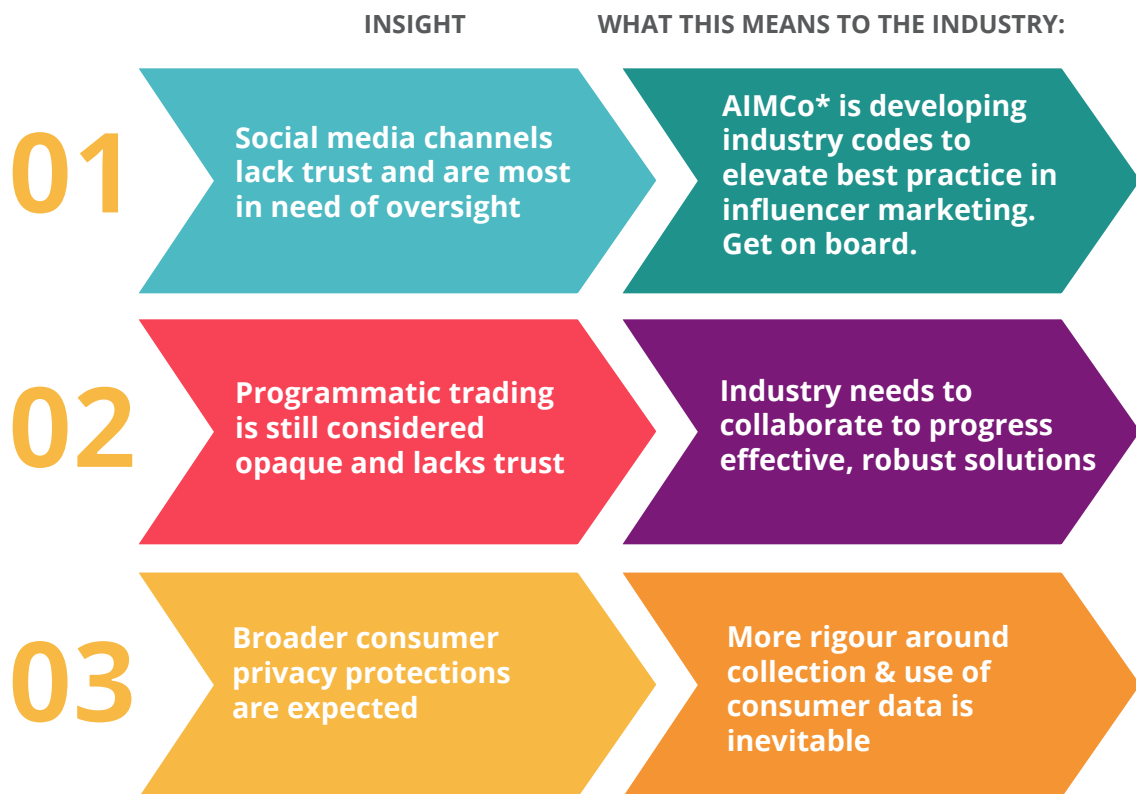 INSIGHT
WHAT THIS MEANS TO THE INDUSTRY:
01
Social media channels
lack trust and are most
in need of oversight
AIMCo* is developing
industry codes to
elevate best practice in
influencer marketing.
Get on board.
02
Programmatic trading
is still considered
opaque and lacks trust
Industry needs to
collaborate to progress
effective, robust solutions
03
Broader consumer
privacy protections
are expected
More rigour around
collection & use of
consumer data is
inevitable